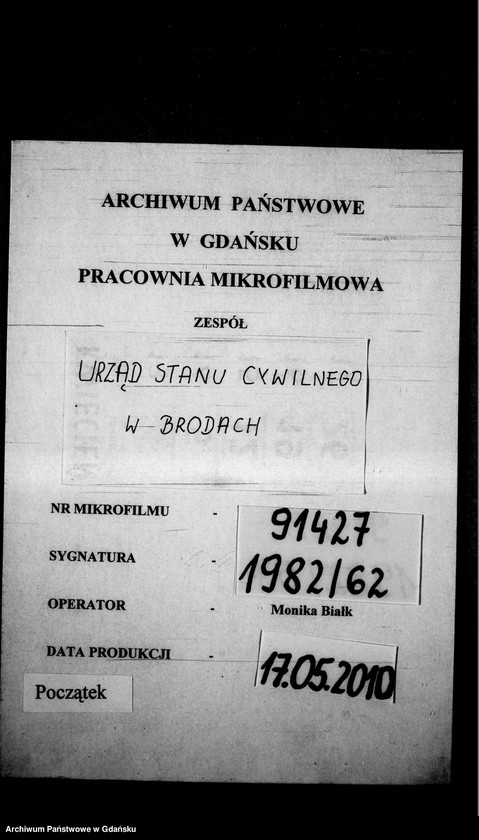 ARCHIWUM PAŃSTWOWE
W GDAŃSKU
PRACOWNIA MIKROFILMOWA
ZESPÓŁ
URZĄD STANU CYWILNEGO
W BRODACH
NR MIKROFILMU - 91427
SYGNATURA - 1982/62
OPERATOR - Monika Białk
DATA PRODUKCJI - 17.05.2010
Początek
Archiwum Państwowe w Gdańsku